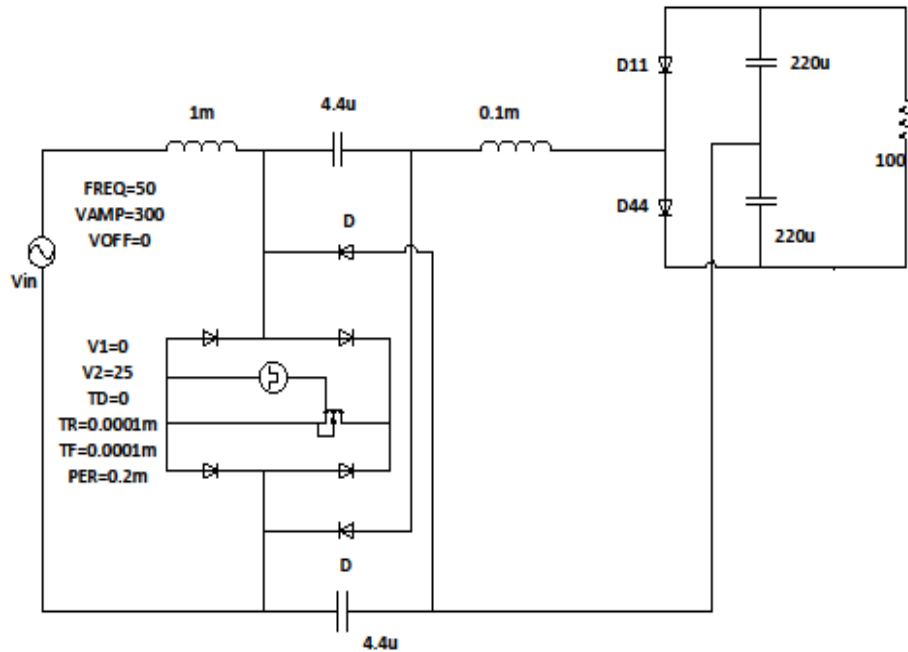 D11
220u
4.4u
1m
0.1m
100
FREQ=50
VAMP=300
VOFF=0
D44
D
220u
Vin
V1=0
V2=25
TD=0
TR=0.0001m
TF=0.0001m
PER=0.2m
D
4.4u